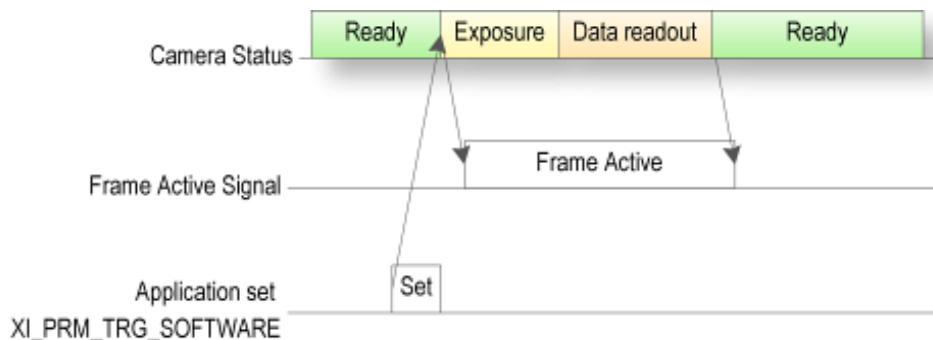 Ready Exposure Data readout Ready
Camera Status
Frame Active
Frame Active Signal
Set
Application set
XI_PRM_TRG_SOFTWARE